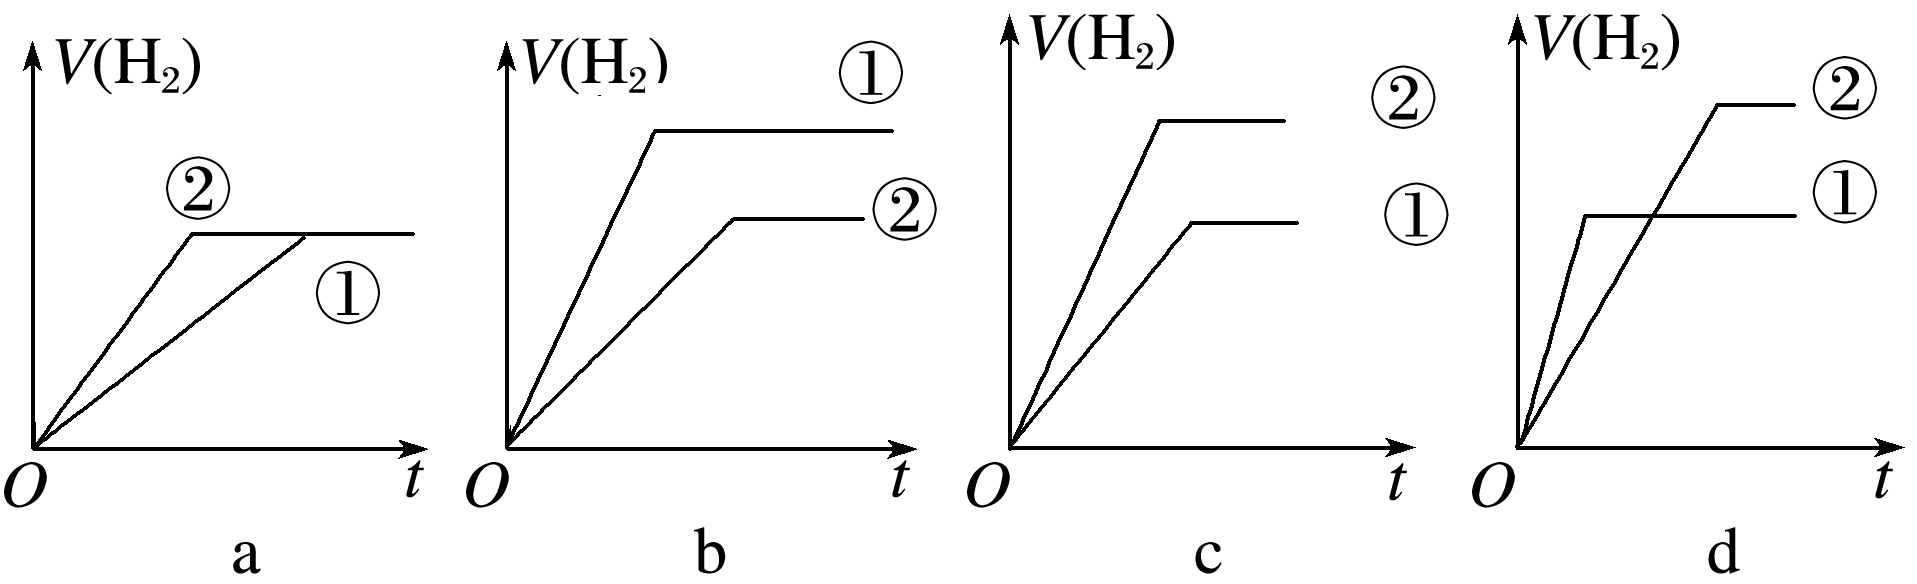 V(H₂) ② ① O t a
V(H₂) ① ② O t b
V(H₂) ② ① O t c
V(H₂) ② ① O t d